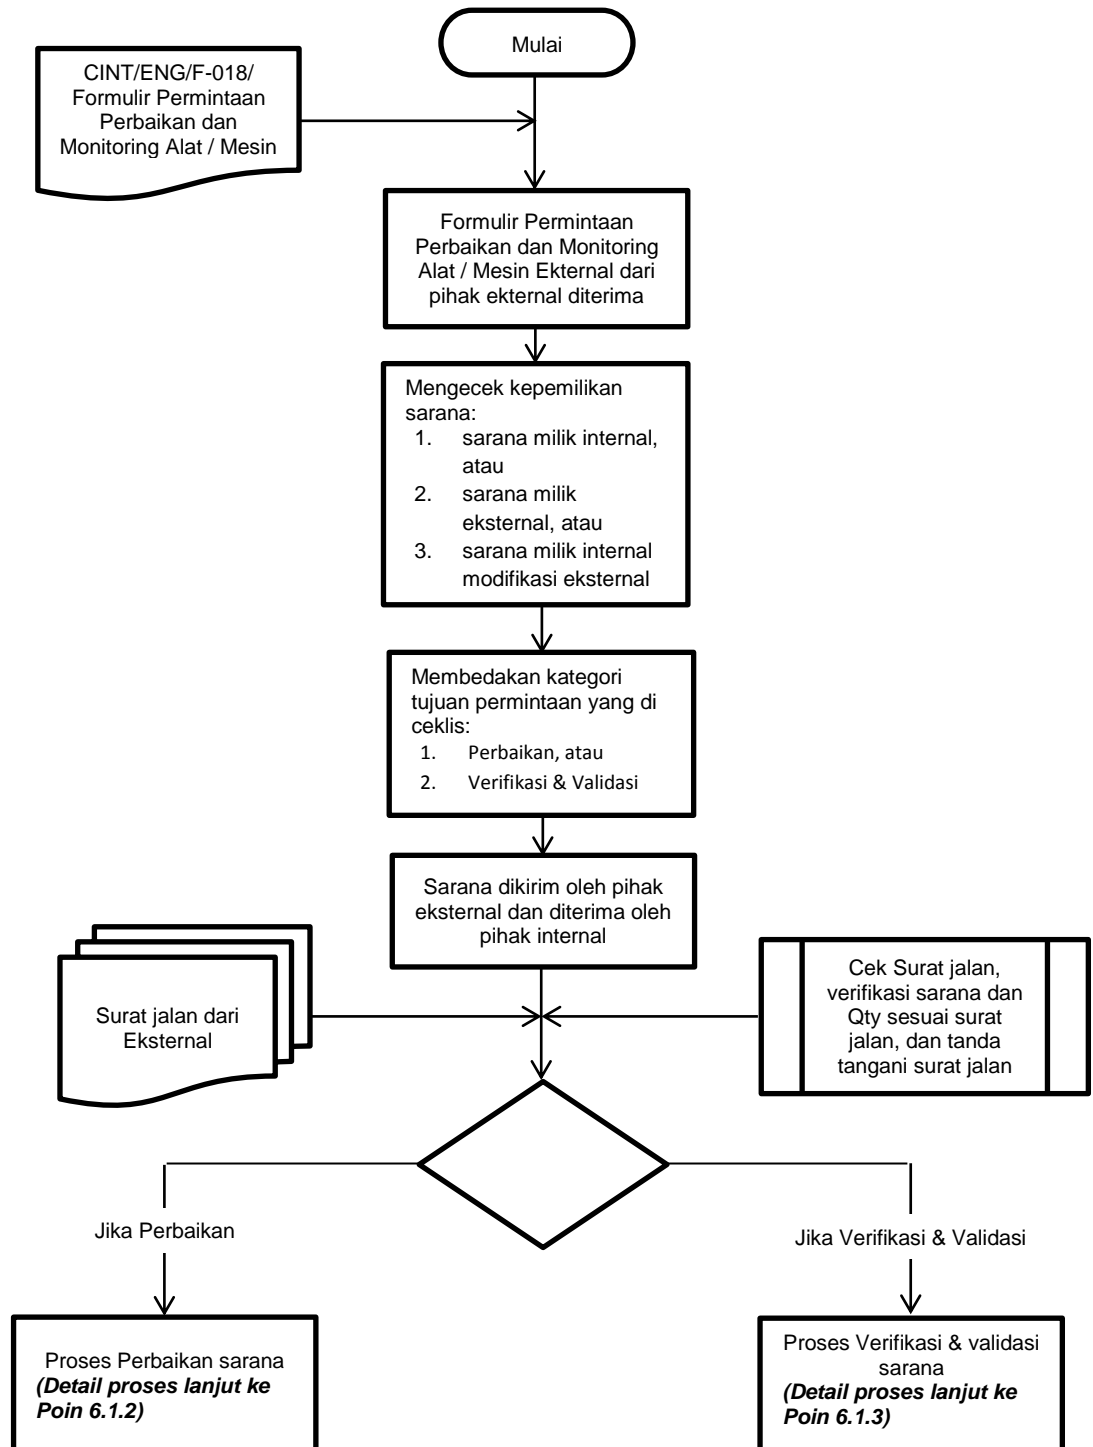 Mulai
CINT/ENG/F-018/
Formulir Permintaan
Perbaikan dan
Monitoring Alat / Mesin
Formulir Permintaan
Perbaikan dan Monitoring
Alat / Mesin Ekternal dari
pihak ekternal diterima
Mengecek kepemilikan
sarana:
1. sarana milik internal,
atau
2. sarana milik
eksternal, atau
3. sarana milik internal
modifikasi eksternal
Membedakan kategori
tujuan permintaan yang di
ceklis:
1. Perbaikan, atau
2. Verifikasi & Validasi
Sarana dikirim oleh pihak
eksternal dan diterima oleh
pihak internal
Surat jalan dari
Eksternal
Cek Surat jalan,
verifikasi sarana dan
Qty sesuai surat
jalan, dan tanda
tangani surat jalan
Jika Perbaikan
Jika Verifikasi & Validasi
Proses Perbaikan sarana
(Detail proses lanjut ke
Poin 6.1.2)
Proses Verifikasi & validasi
sarana
(Detail proses lanjut ke
Poin 6.1.3)